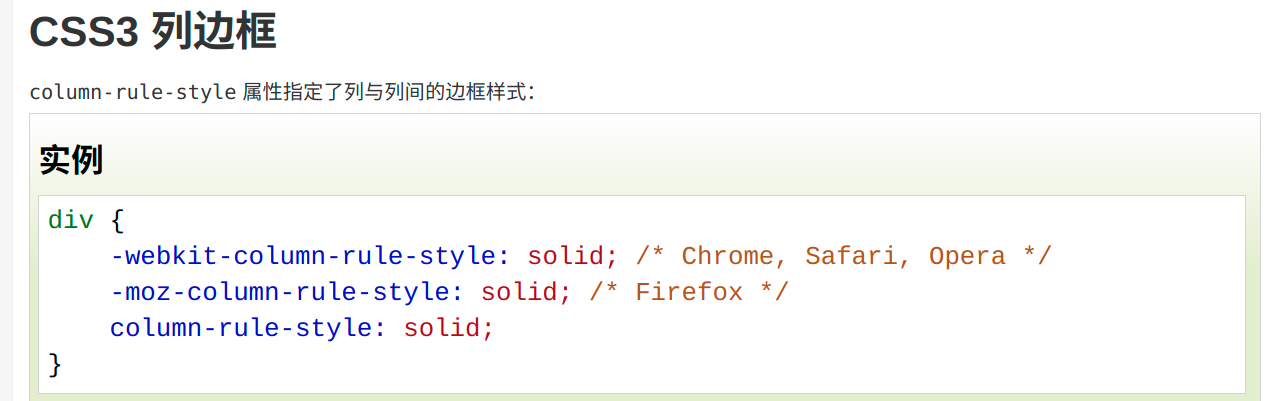 CSS3 列边框
column-rule-style 属性指定了列与列间的边框样式：
实例
div {
    -webkit-column-rule-style: solid; /* Chrome, Safari, Opera */
    -moz-column-rule-style: solid; /* Firefox */
    column-rule-style: solid;
}